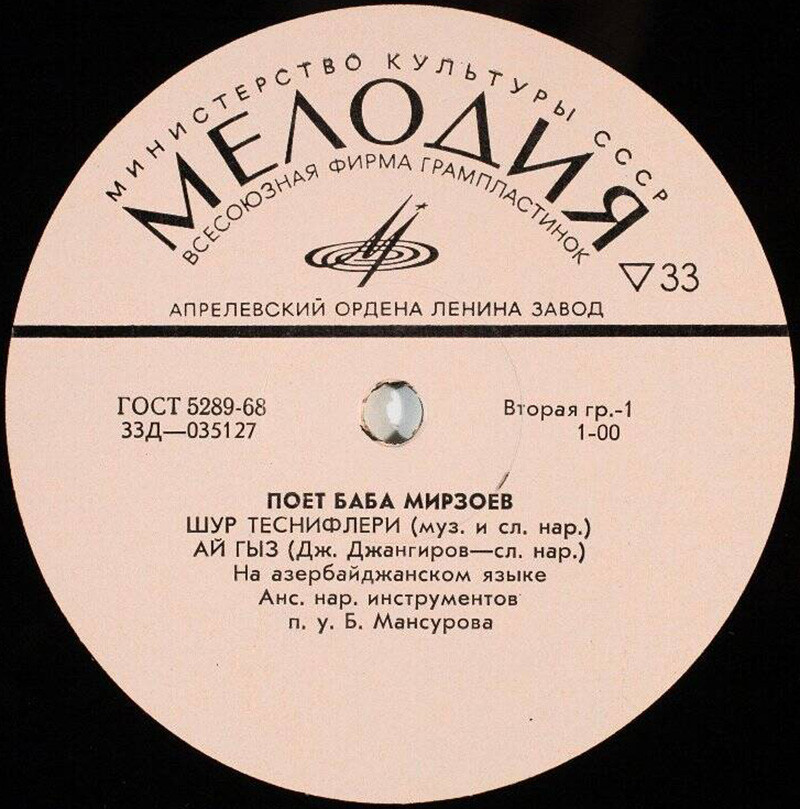 МИНИСТЕРСТВО КУЛЬТУРЫ СССР
МЕЛОДИЯ
ВСЕСОЮЗНАЯ ФИРМА ГРАМПЛАСТИНОК
▽33
АПРЕЛЕВСКИЙ ОРДЕНА ЛЕНИНА ЗАВОД
ГОСТ 5289-68
33Д—035127
Вторая гр.-1
1-00
ПОЕТ БАБА МИРЗОЕВ
ШУР ТЕСНИФЛЕРИ (муз. и сл. нар.)
АЙ ГЫЗ (Дж. Джангиров—сл. нар.)
На азербайджанском языке
Анс. нар. инструментов
п. у. Б. Мансурова